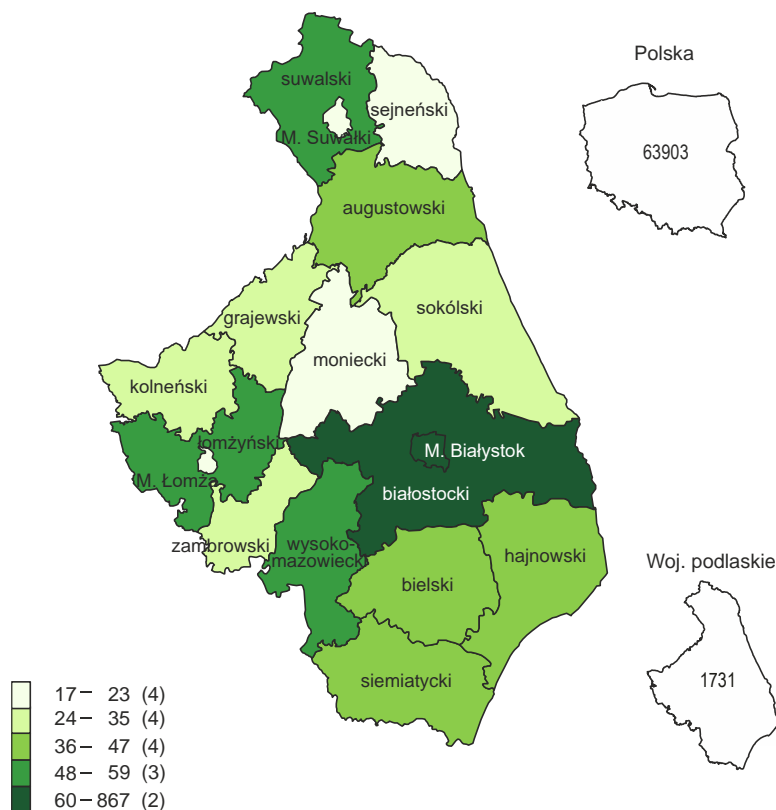 suwalski
sejneński
M. Suwałki
augustowski
grajewski
sokólski
moniecki
kolneński
łomżyński
M. Łomża
M. Białystok
białostocki
zambrowski
wysoko-
mazowiecki
hajnowski
bielski
siemiatycki
Polska
63903
Woj. podlaskie
1731
17 – 23 (4)
24 – 35 (4)
36 – 47 (4)
48 – 59 (3)
60 – 867 (2)